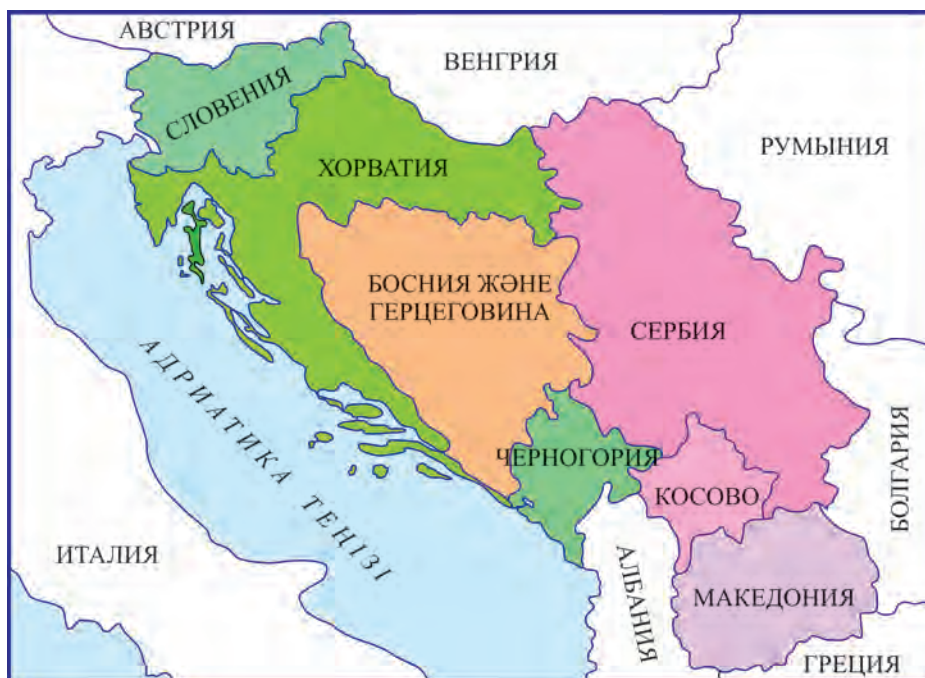 АВСТРИЯ
ВЕНГРИЯ
СЛОВЕНИЯ
РУМЫНИЯ
ХОРВАТИЯ
БОСНИЯ ЖӘНЕ
ГЕРЦЕГОВИНА
СЕРБИЯ
АДРИАТИКА ТЕҢІЗІ
ЧЕРНОГОРИЯ
КОСОВО
БОЛГАРИЯ
ИТАЛИЯ
АЛБАНИЯ
МАКЕДОНИЯ
ГРЕЦИЯ